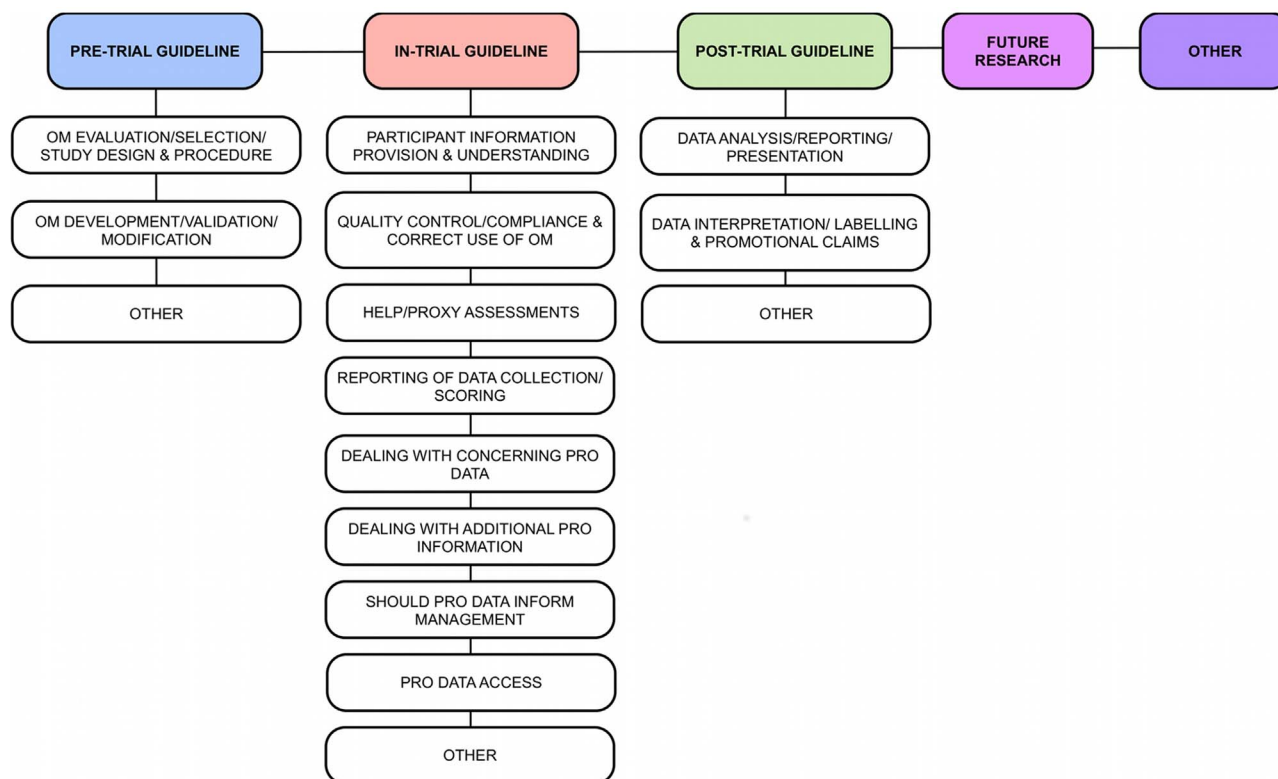 PRE-TRIAL GUIDELINE
IN-TRIAL GUIDELINE
POST-TRIAL GUIDELINE
FUTURE
RESEARCH
OTHER
OM EVALUATION/SELECTION/
STUDY DESIGN & PROCEDURE
OM DEVELOPMENT/VALIDATION/
MODIFICATION
OTHER
PARTICIPANT INFORMATION
PROVISION & UNDERSTANDING
QUALITY CONTROL/COMPLIANCE &
CORRECT USE OF OM
HELP/PROXY ASSESSMENTS
REPORTING OF DATA COLLECTION/
SCORING
DEALING WITH CONCERNING PRO
DATA
DEALING WITH ADDITIONAL PRO
INFORMATION
SHOULD PRO DATA INFORM
MANAGEMENT
PRO DATA ACCESS
OTHER
DATA ANALYSIS/REPORTING/
PRESENTATION
DATA INTERPRETATION/ LABELLING
& PROMOTIONAL CLAIMS
OTHER